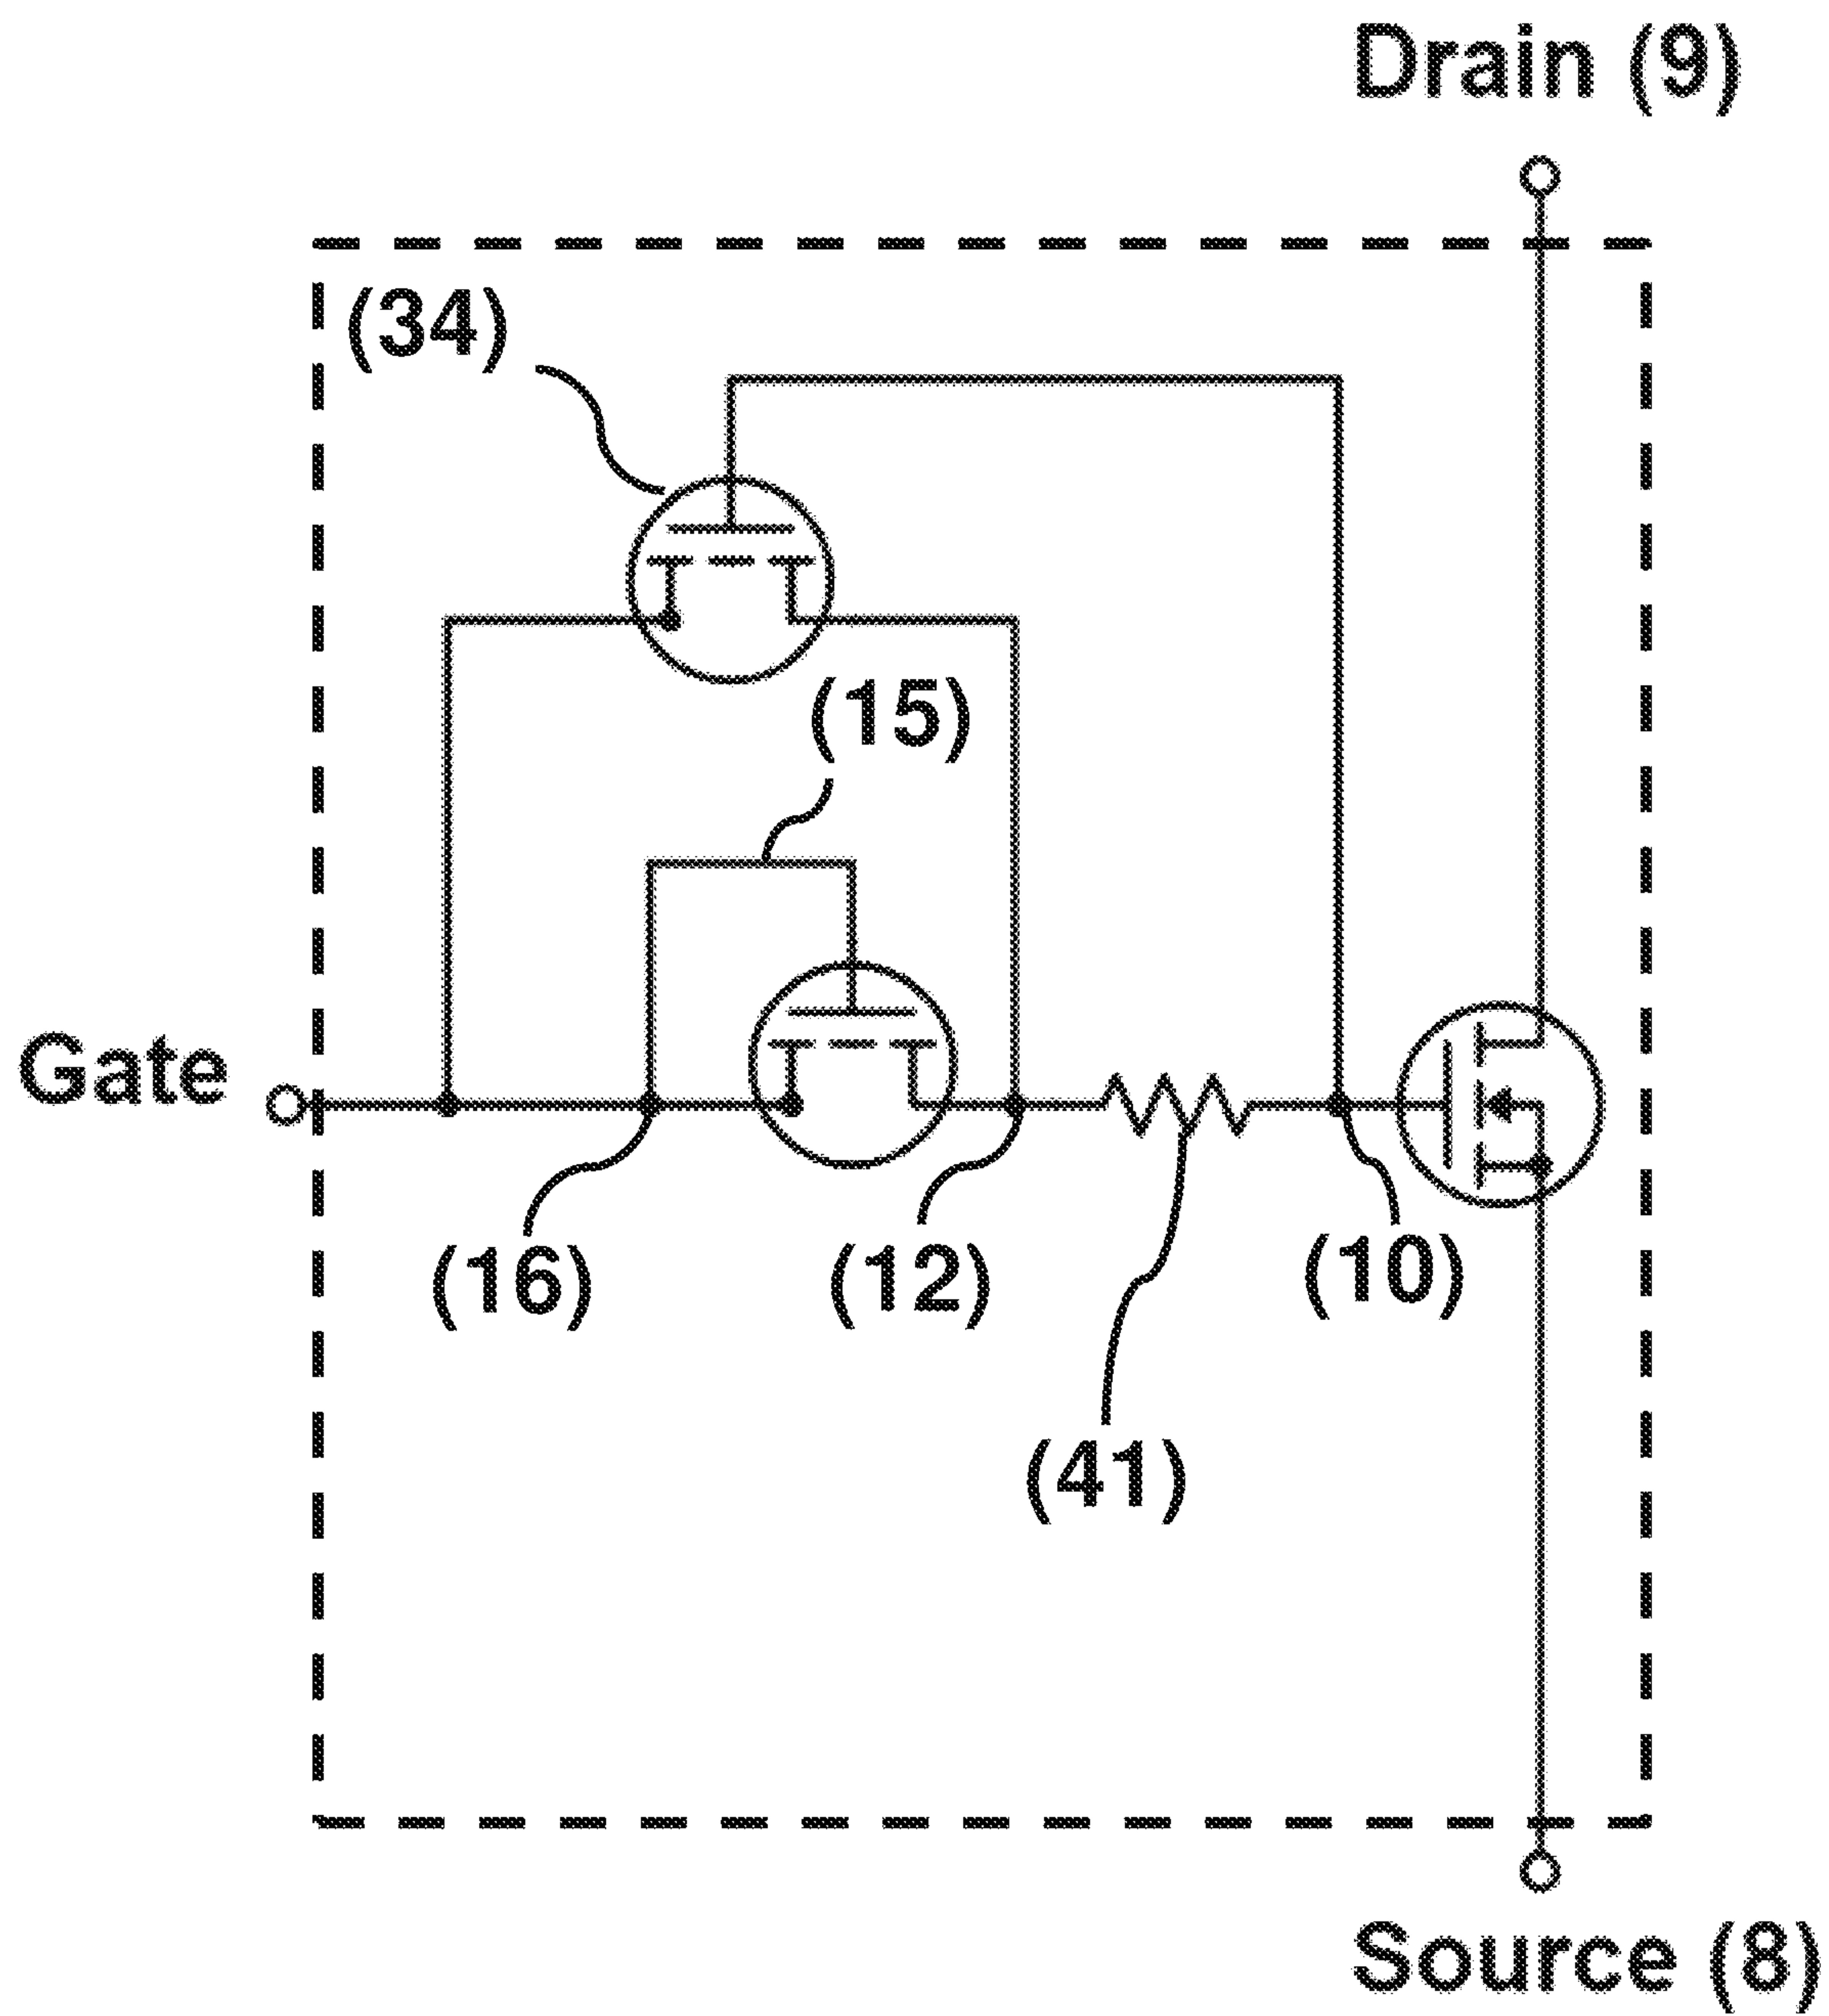 Drain (9)
(34)
(15)
Gate
(16)
(12)
(10)
(41)
Source (8)